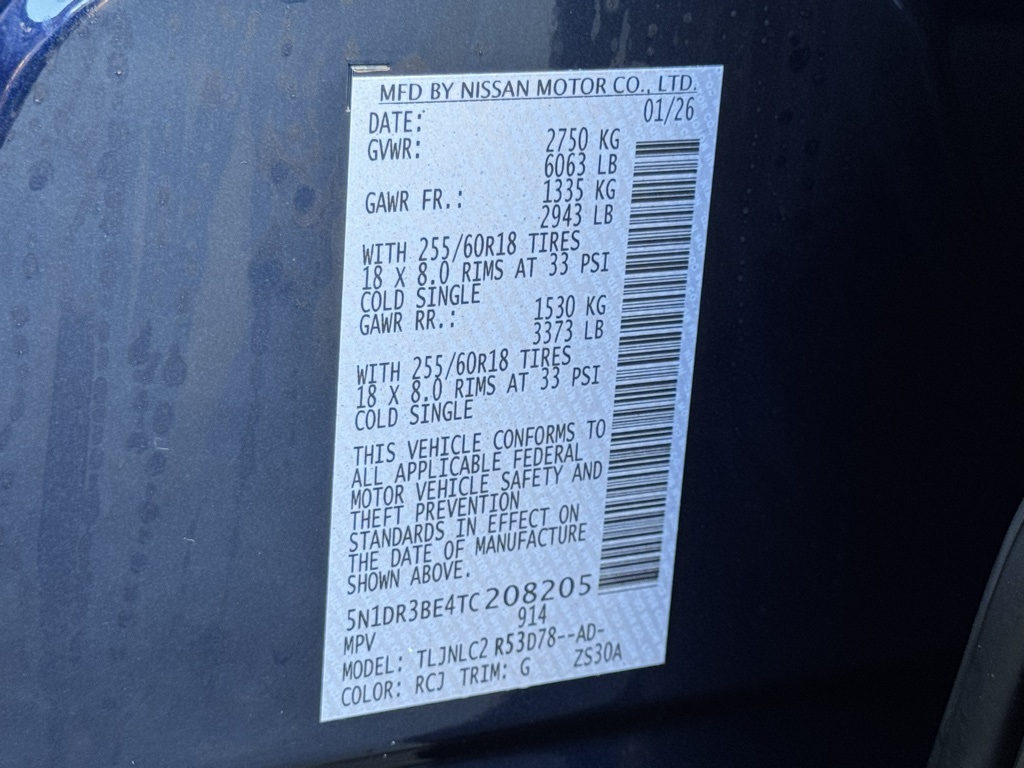 MFD BY NISSAN MOTOR CO., LTD.
DATE: 01/26
GVWR: 2750 KG
6063 LB
GAWR FR.: 1335 KG
2943 LB
WITH 255/60R18 TIRES
18 X 8.0 RIMS AT 33 PSI
COLD SINGLE
GAWR RR.: 1530 KG
3373 LB
WITH 255/60R18 TIRES
18 X 8.0 RIMS AT 33 PSI
COLD SINGLE
THIS VEHICLE CONFORMS TO
ALL APPLICABLE FEDERAL
MOTOR VEHICLE SAFETY AND
THEFT PREVENTION
STANDARDS IN EFFECT ON
THE DATE OF MANUFACTURE
SHOWN ABOVE.
5N1DR3BE4TC208205
MPV 914
MODEL: TLJNLC2 R53D78--AD-
COLOR: RCJ TRIM: G ZS30A